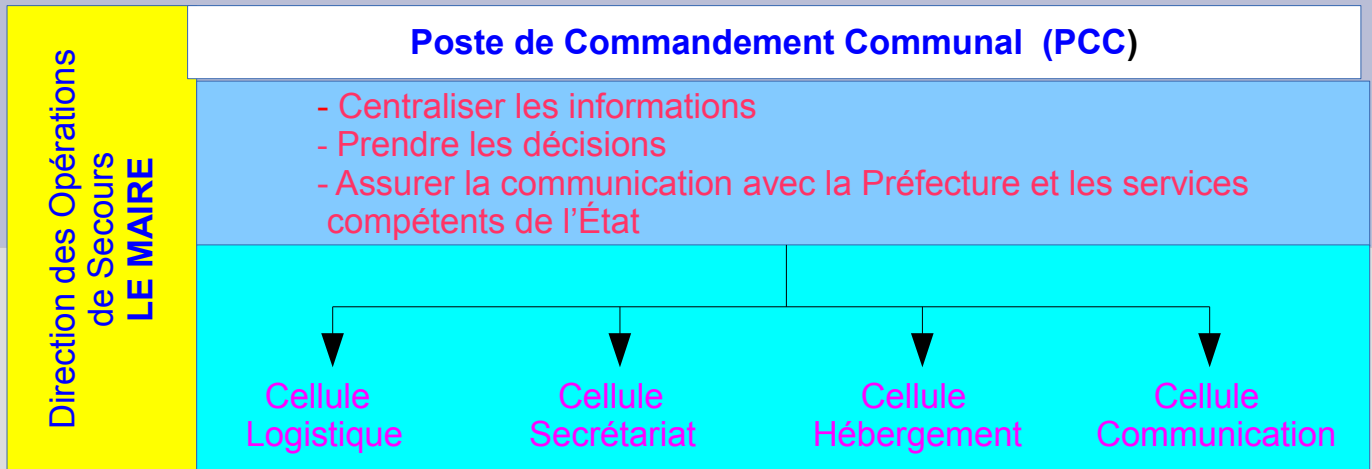 Direction des Opérations
de Secours
LE MAIRE
Poste de Commandement Communal (PCC)
- Centraliser les informations
- Prendre les décisions
- Assurer la communication avec la Préfecture et les services
compétents de l’État
Cellule
Logistique
Cellule
Secrétariat
Cellule
Hébergement
Cellule
Communication